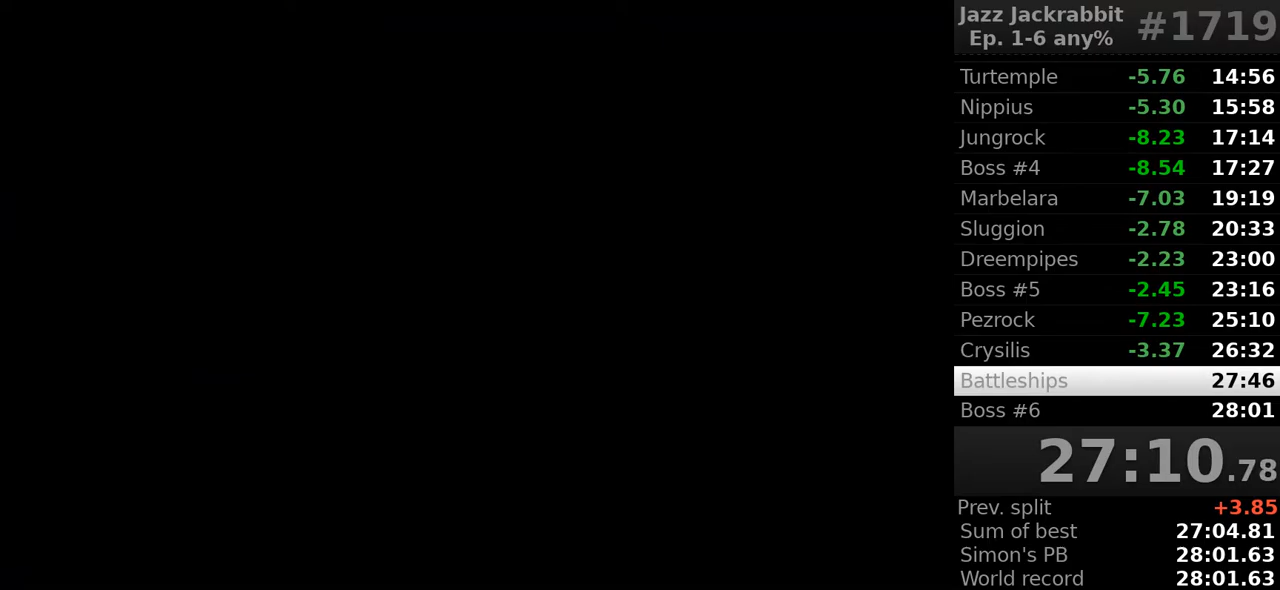 Jazz Jackrabbit
Ep. 1-6 any%
#1719
Turtemple -5.76 14:56
Nippius -5.30 15:58
Jungrock -8.23 17:14
Boss #4 -8.54 17:27
Marbelara -7.03 19:19
Sluggion -2.78 20:33
Dreempipes -2.23 23:00
Boss #5 -2.45 23:16
Pezrock -7.23 25:10
Crysilis -3.37 26:32
Battleships 27:46
Boss #6 28:01
27:10.78
Prev. split +3.85
Sum of best 27:04.81
Simon's PB 28:01.63
World record 28:01.63